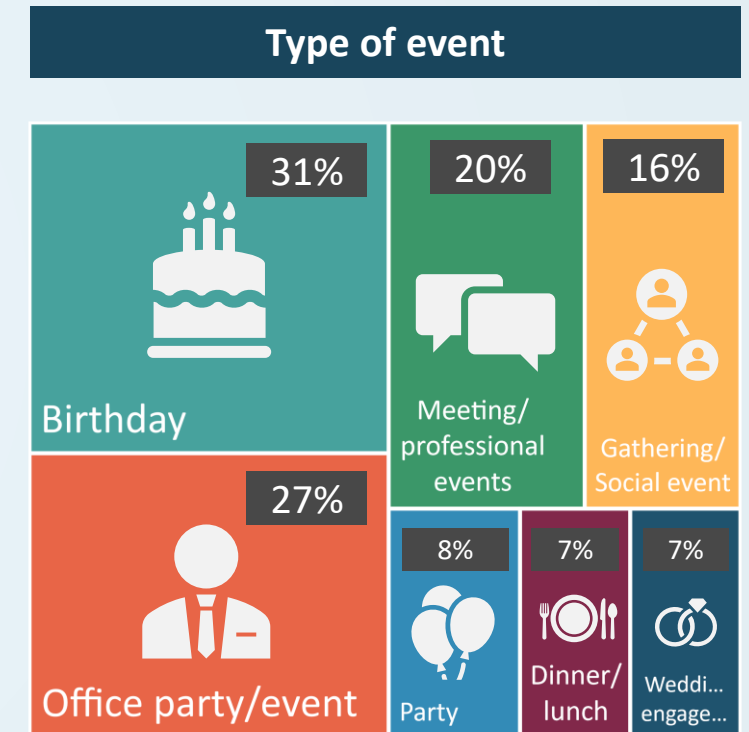 Type of event
31%
Birthday
27%
Office party/event
20%
Meeting/
professional
events
16%
Gathering/
Social event
8%
Party
7%
Dinner/
lunch
7%
Weddi...
engage...